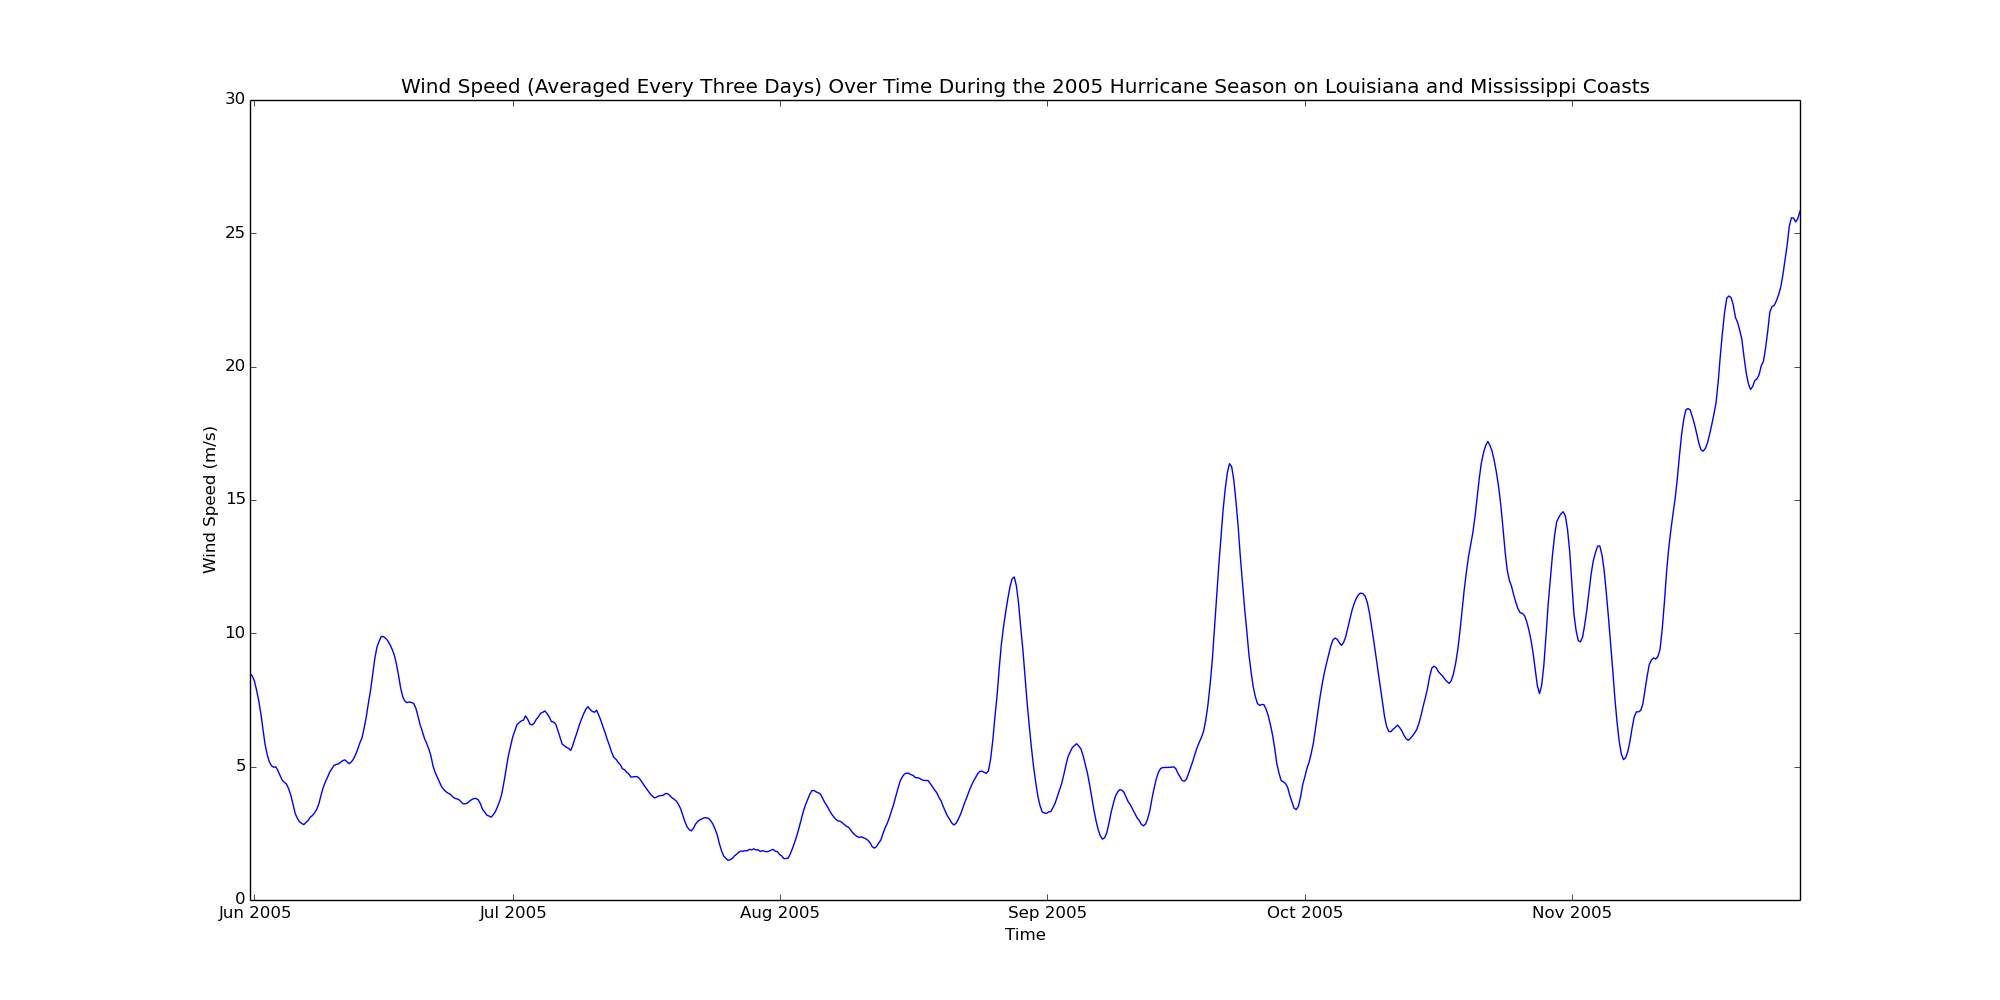 Wind Speed (Averaged Every Three Days) Over Time During the 2005 Hurricane Season on Louisiana and Mississippi Coasts
30
25
20
15
10
5
0
Wind Speed (m/s)
Jun 2005 Jul 2005 Aug 2005 Sep 2005 Oct 2005 Nov 2005
Time